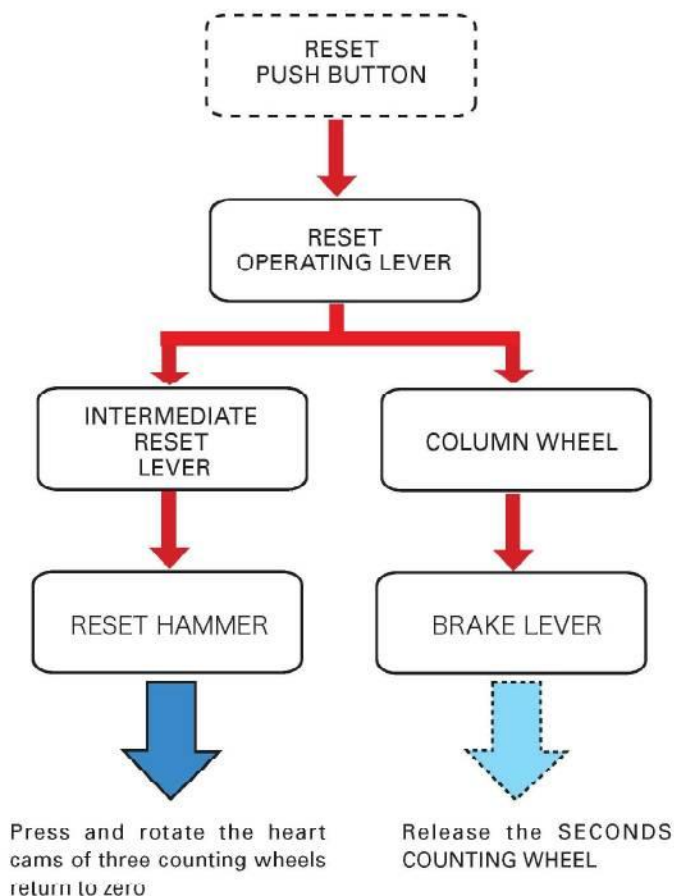 RESET
PUSH BUTTON
RESET
OPERATING LEVER
INTERMEDIATE
RESET
LEVER
COLUMN WHEEL
RESET HAMMER
BRAKE LEVER
Press and rotate the heart
cams of three counting wheels
return to zero
Release the SECONDS
COUNTING WHEEL